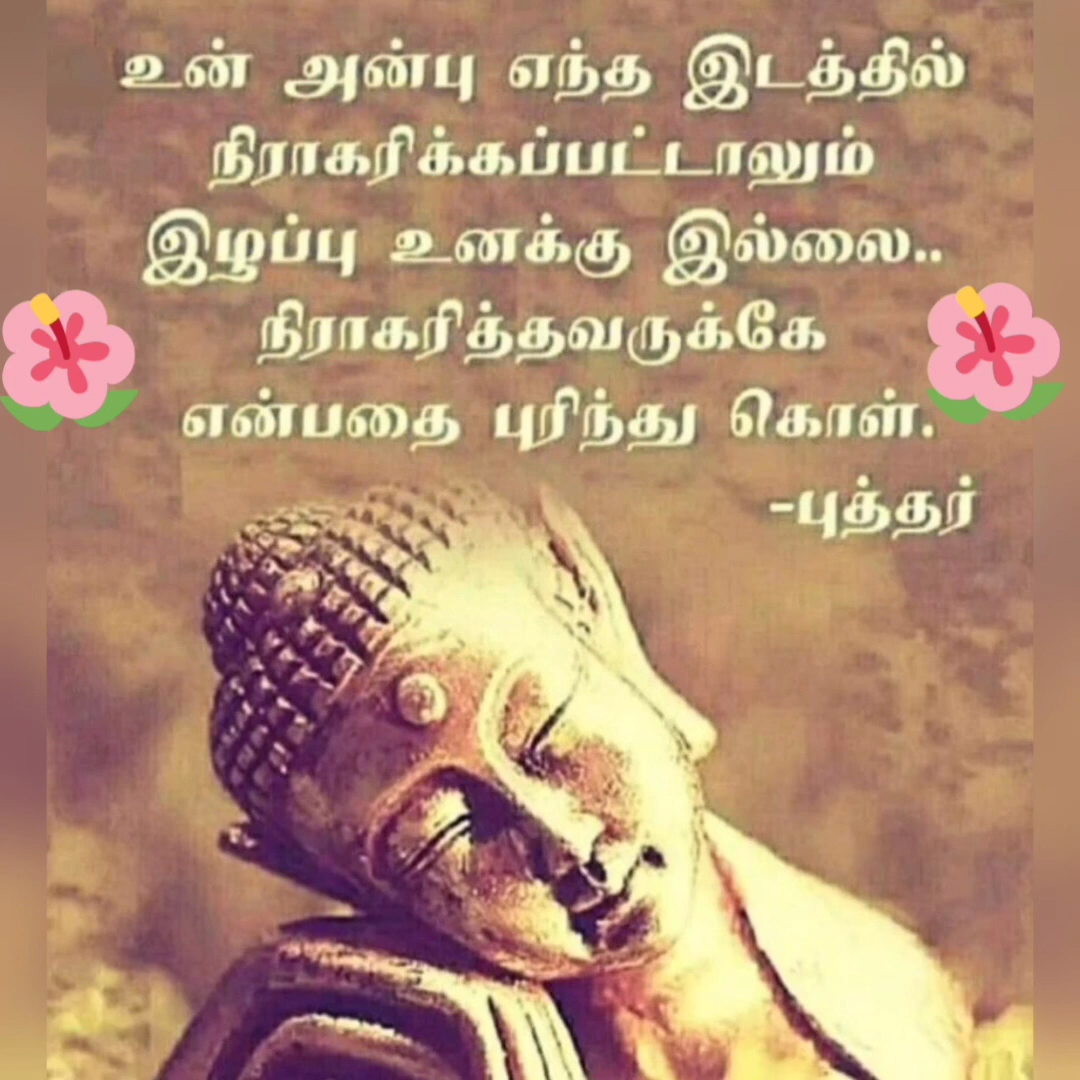 உன் அன்பு எந்த இடத்தில்
நிராகரிக்கப்பட்டாலும்
இழப்பு உனக்கு இல்லை..
நிராகரித்தவருக்கே
என்பதை புரிந்து கொள்.
-புத்தர்